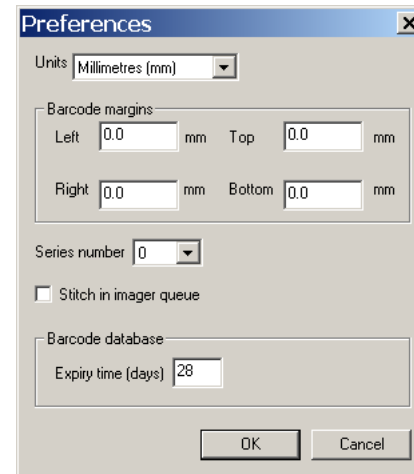 Preferences
Units Millimetres (mm)
Barcode margins
Left 0.0 mm Top 0.0 mm
Right 0.0 mm Bottom 0.0 mm
Series number 0
Stitch in imager queue
Barcode database
Expiry time (days) 28
OK Cancel